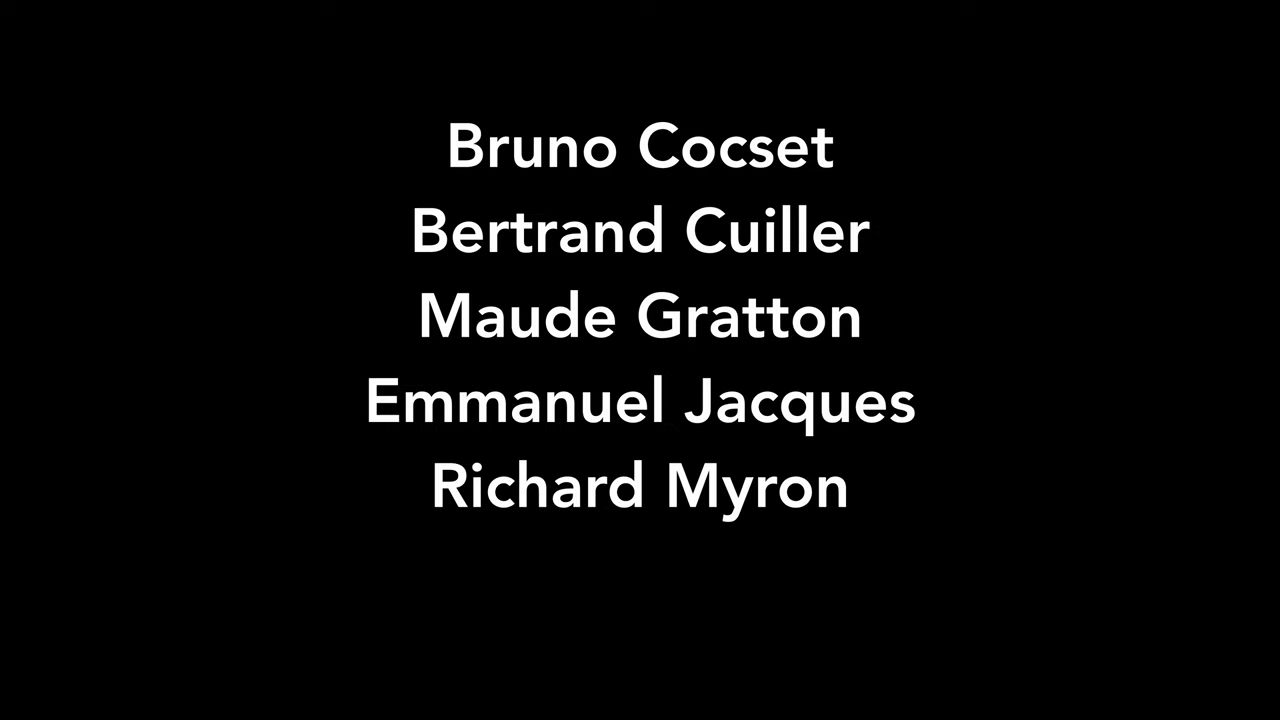 Bruno Cocset
Bertrand Cuiller
Maude Gratton
Emmanuel Jacques
Richard Myron